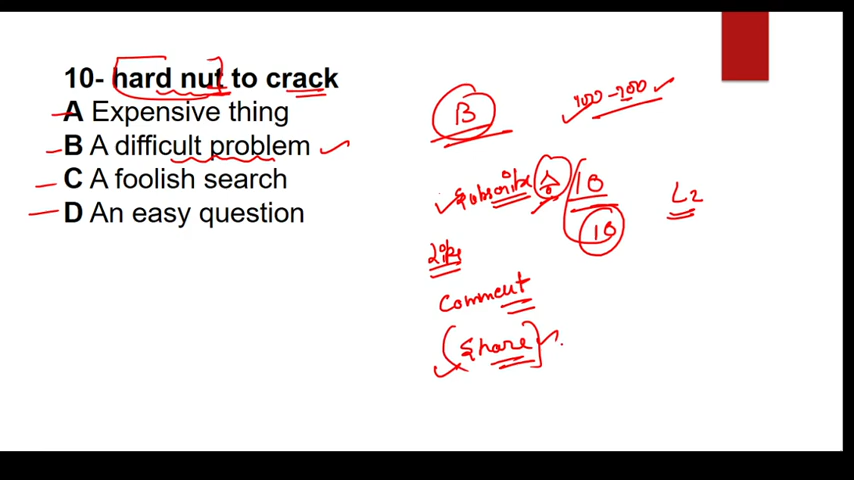 10- hard nut to crack
A Expensive thing
B A difficult problem
C A foolish search
D An easy question
B
100-200
Subscribe
10
10
L2
Like
Comment
(Share)